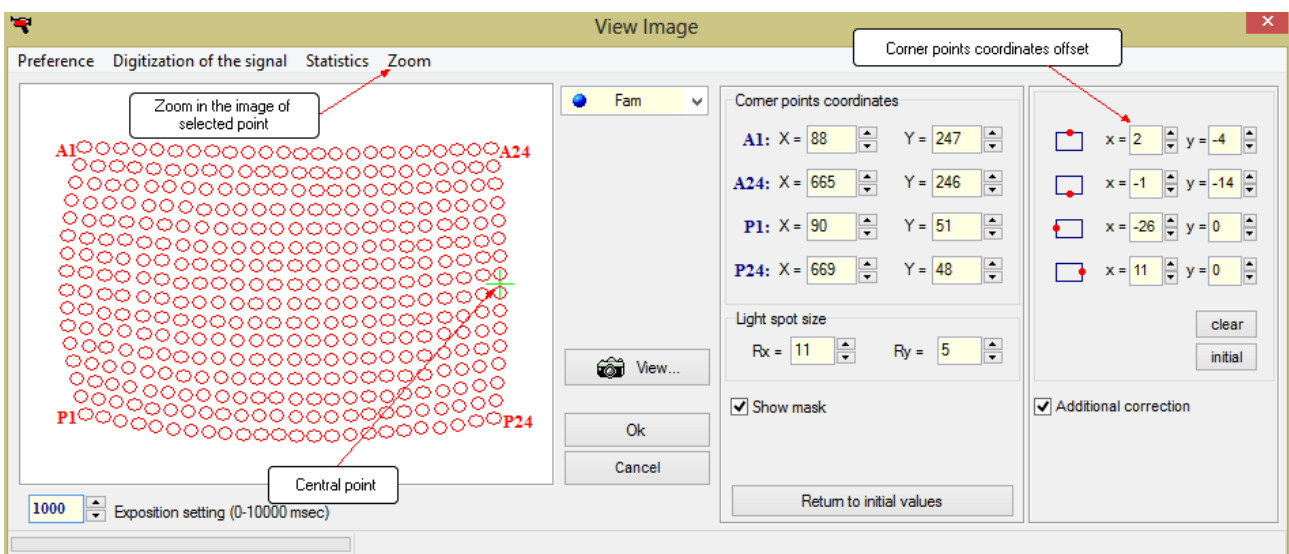 View Image
Preference Digitization of the signal Statistics Zoom
Corner points coordinates offset
Zoom in the image of
selected point
A1
A24
P1
P24
Central point
1000 Exposition setting (0-10000 msec)
Fam
View...
Ok
Cancel
Corner points coordinates
A1: X = 88 Y = 247
A24: X = 665 Y = 246
P1: X = 90 Y = 51
P24: X = 669 Y = 48
Light spot size
Rx = 11 Ry = 5
Show mask
Return to initial values
x = 2 y = -4
x = -1 y = -14
x = -26 y = 0
x = 11 y = 0
clear
initial
Additional correction